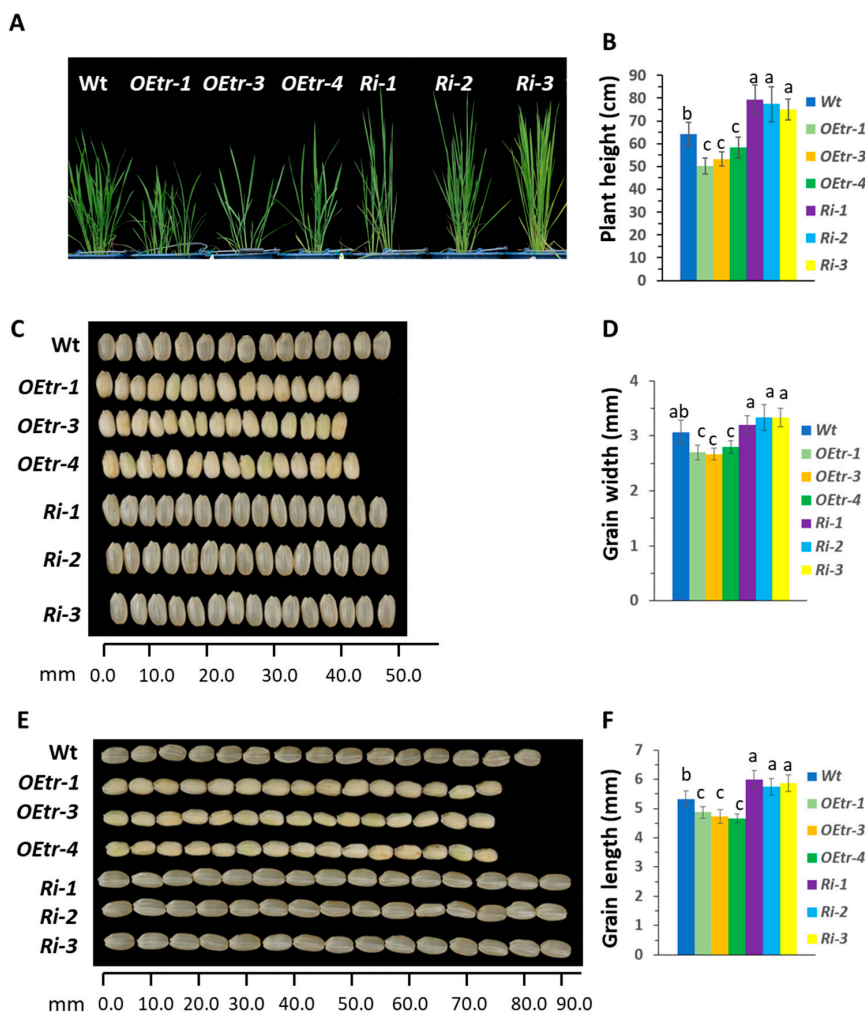 A
Wt OEtr-1 OEtr-3 OEtr-4 Ri-1 Ri-2 Ri-3
B
Plant height (cm)
90
80
70
60
50
40
30
20
10
0
b c c c a a a
Wt
OEtr-1
OEtr-3
OEtr-4
Ri-1
Ri-2
Ri-3
C
Wt
OEtr-1
OEtr-3
OEtr-4
Ri-1
Ri-2
Ri-3
mm 0.0 10.0 20.0 30.0 40.0 50.0
D
Grain width (mm)
4
3
2
1
0
ab c c c a a a
Wt
OEtr-1
OEtr-3
OEtr-4
Ri-1
Ri-2
Ri-3
E
Wt
OEtr-1
OEtr-3
OEtr-4
Ri-1
Ri-2
Ri-3
mm 0.0 10.0 20.0 30.0 40.0 50.0 60.0 70.0 80.0 90.0
F
Grain length (mm)
7
6
5
4
3
2
1
0
b c c c a a a
Wt
OEtr-1
OEtr-3
OEtr-4
Ri-1
Ri-2
Ri-3